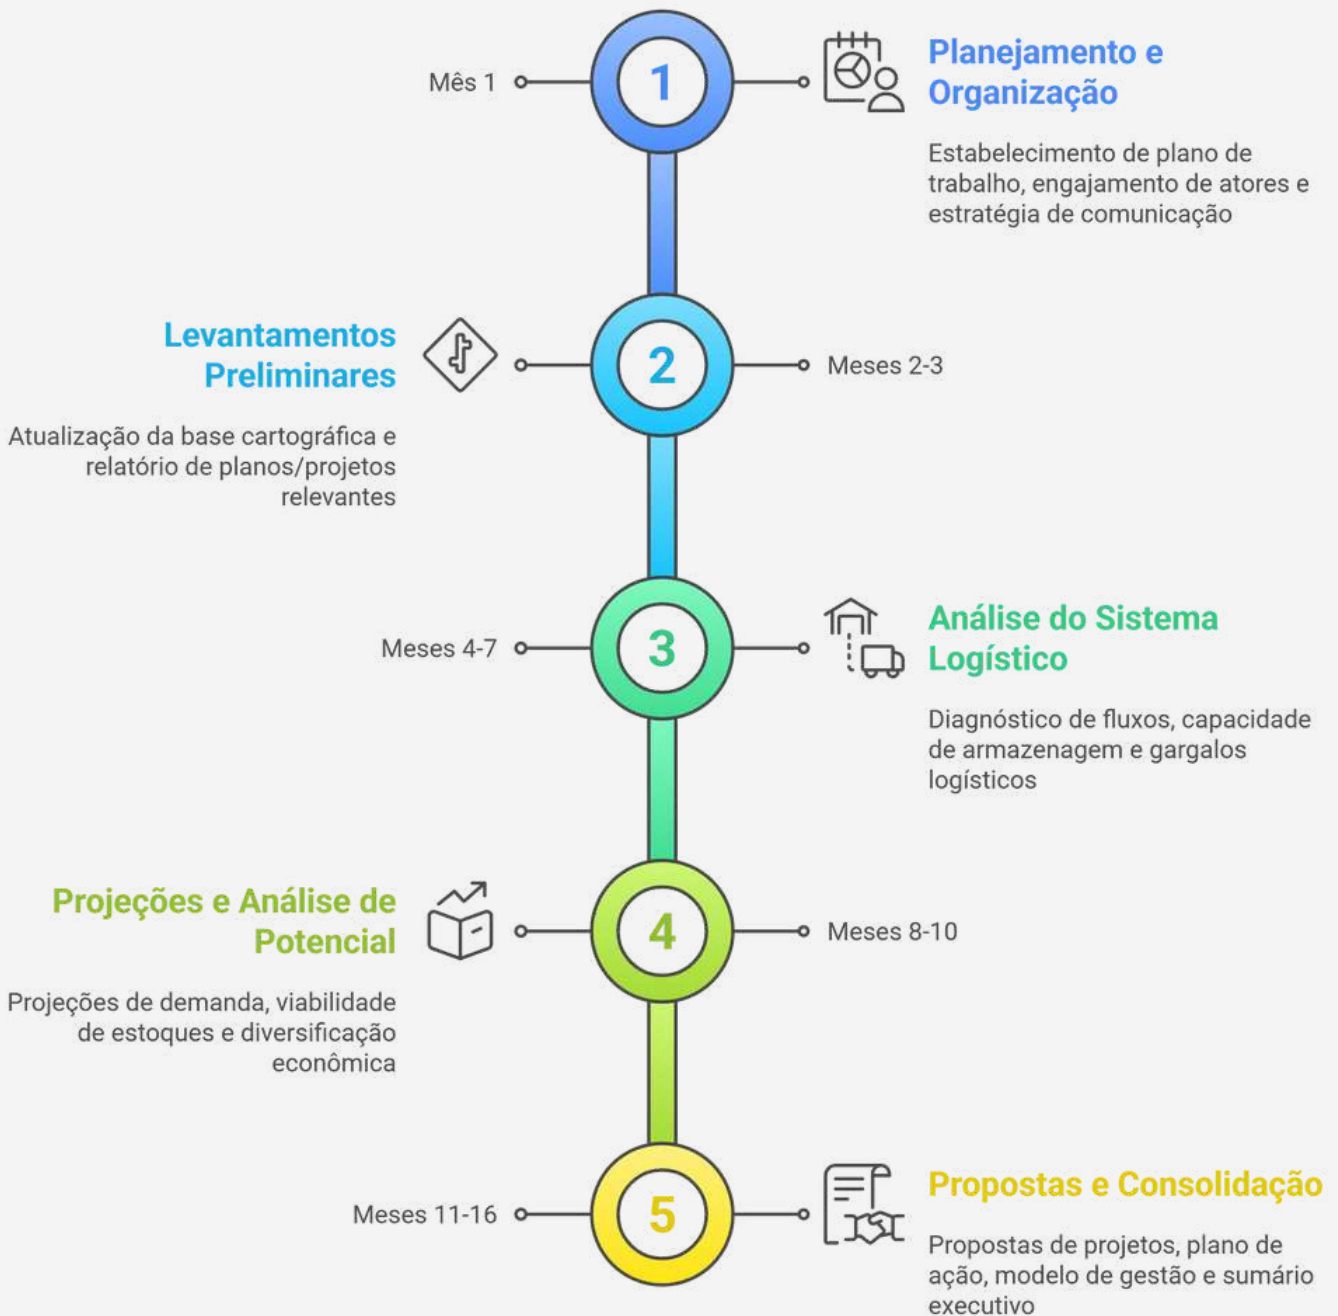 Mês 1
1
Planejamento e
Organização
Estabelecimento de plano de
trabalho, engajamento de atores e
estratégia de comunicação
Levantamentos
Preliminares
Atualização da base cartográfica e
relatório de planos/projetos
relevantes
2
Meses 2-3
Meses 4-7
3
Análise do Sistema
Logístico
Diagnóstico de fluxos, capacidade
de armazenagem e gargalos
logísticos
Projeções e Análise de
Potencial
Projeções de demanda, viabilidade
de estoques e diversificação
econômica
4
Meses 8-10
Meses 11-16
5
Propostas e Consolidação
Propostas de projetos, plano de
ação, modelo de gestão e sumário
executivo